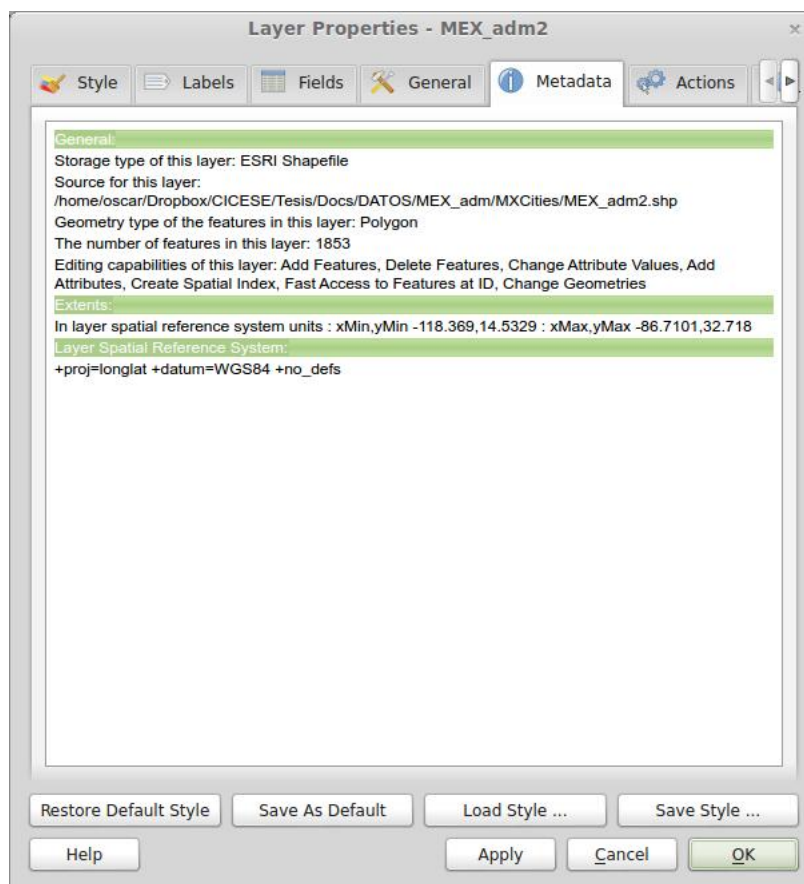 Layer Properties - MEX_adm2
Style
Labels
Fields
General
Metadata
Actions
General:
Storage type of this layer: ESRI Shapefile
Source for this layer:
/home/oscar/Dropbox/CICESE/Tesis/Docs/DATOS/MEX_adm/MXCities/MEX_adm2.shp
Geometry type of the features in this layer: Polygon
The number of features in this layer: 1853
Editing capabilities of this layer: Add Features, Delete Features, Change Attribute Values, Add
Attributes, Create Spatial Index, Fast Access to Features at ID, Change Geometries
Extents:
In layer spatial reference system units : xMin,yMin -118.369,14.5329 : xMax,yMax -86.7101,32.718
Layer Spatial Reference System:
+proj=longlat +datum=WGS84 +no_defs
Restore Default Style
Save As Default
Load Style ...
Save Style ...
Help
Apply
Cancel
OK